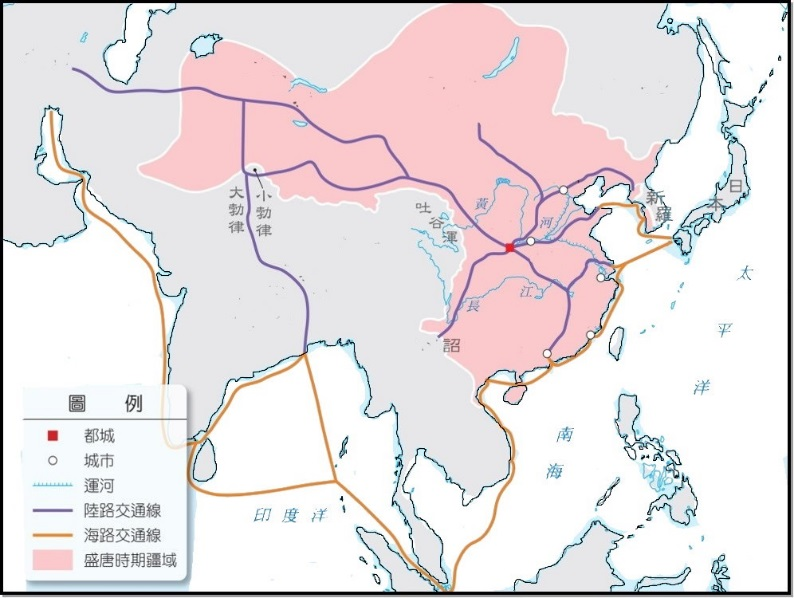 黃
河
吐谷渾
大勃律
小勃律
新羅
日本
長
江
詔
太平洋
南海
印度洋
圖 例
都城
城市
運河
陸路交通線
海路交通線
盛唐時期疆域